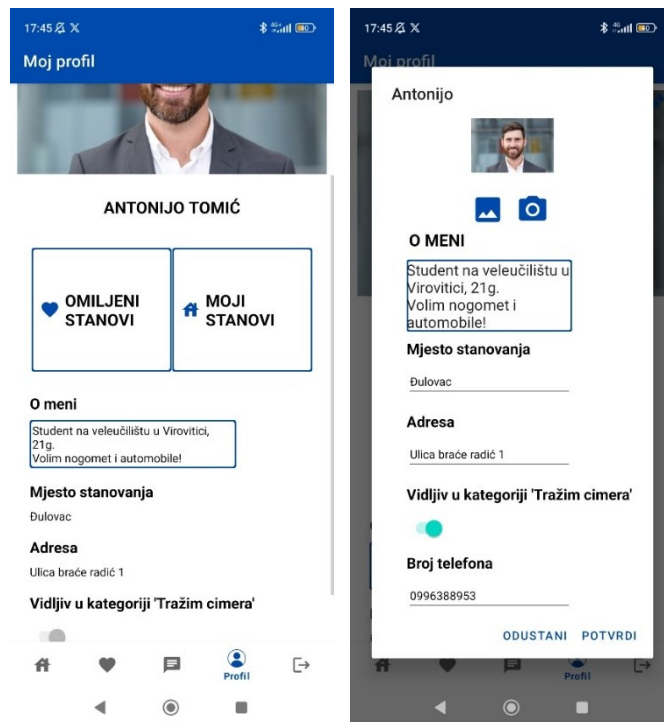 17:45
Moj profil
ANTONIJO TOMIĆ
OMILJENI
STANOVI
MOJI
STANOVI
O meni
Student na veleučilištu u Virovitici,
21g.
Volim nogomet i automobile!
Mjesto stanovanja
Đulovac
Adresa
Ulica braće radić 1
Vidljiv u kategoriji 'Tražim cimera'
Profil
17:45
Moj profil
Antonijo
O MENI
Student na veleučilištu u
Virovitici, 21g.
Volim nogomet i
automobile!
Mjesto stanovanja
Đulovac
Adresa
Ulica braće radić 1
Vidljiv u kategoriji 'Tražim cimera'
Broj telefona
0996388953
ODUSTANI POTVRDI
Profil